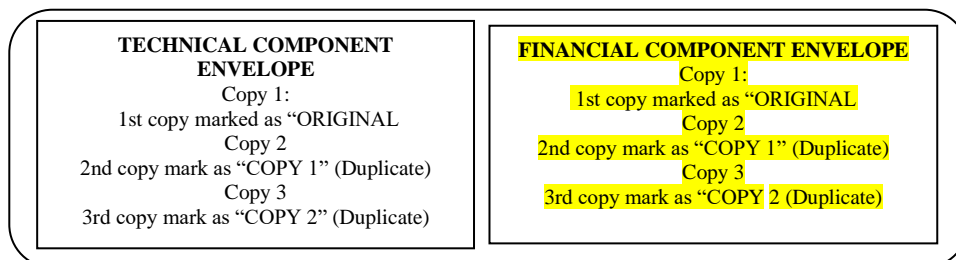 TECHNICAL COMPONENT
ENVELOPE
Copy 1:
1st copy marked as “ORIGINAL
Copy 2
2nd copy mark as “COPY 1” (Duplicate)
Copy 3
3rd copy mark as “COPY 2” (Duplicate)
FINANCIAL COMPONENT ENVELOPE
Copy 1:
1st copy marked as “ORIGINAL
Copy 2
2nd copy mark as “COPY 1” (Duplicate)
Copy 3
3rd copy mark as “COPY 2 (Duplicate)